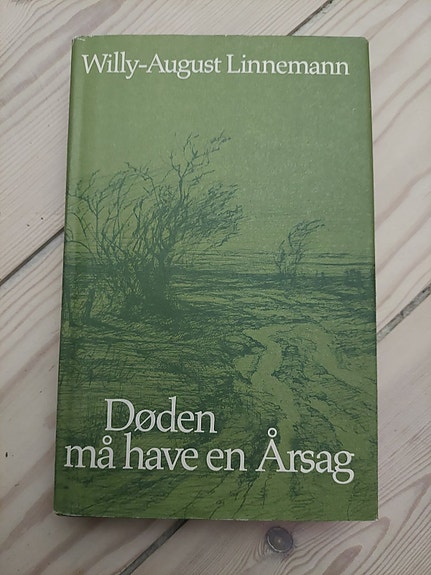 Willy-August Linnemann
Døden
må have en Årsag